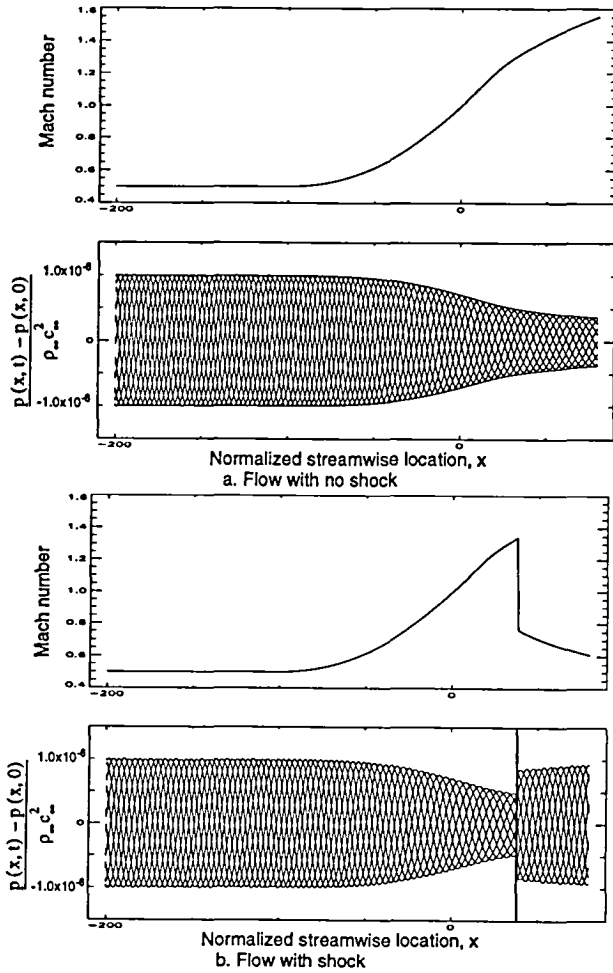 1.6
1.4
1.2
1.0
0.8
0.6
0.4
Mach number
-200
0
1.0x10-6
0
-1.0x10-6
p(x, t) – p(x, 0)
ρ∞c²∞
-200
0
Normalized streamwise location, x
a. Flow with no shock
1.6
1.4
1.2
1.0
0.8
0.6
0.4
Mach number
-200
0
1.0x10-6
0
-1.0x10-6
p(x, t) – p(x, 0)
ρ∞c²∞
-200
0
Normalized streamwise location, x
b. Flow with shock